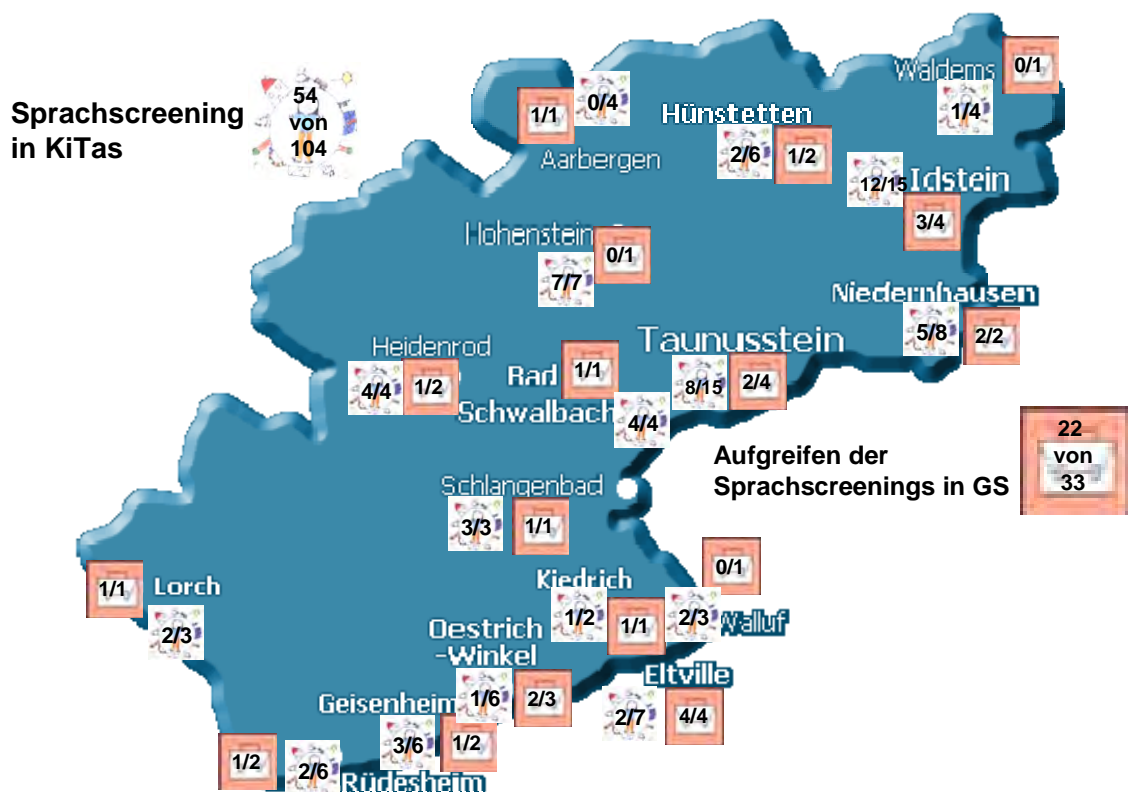 Sprachscreening
in KiTas
54
von
104
1/1
0/4
Aarbergen
Hünstetten
2/6
1/2
Waldems
0/1
1/4
12/15
Idstein
3/4
Hohenstein
0/1
7/7
Niedernhausen
5/8
2/2
Taunusstein
8/15
2/4
Heidenrod
4/4
1/2
Rad
1/1
Schwalbach
4/4
Aufgreifen der
Sprachscreenings in GS
22
von
33
Schlangenbad
3/3
1/1
1/1
Lorch
2/3
Kiedrich
1/2
1/1
0/1
2/3
Walluf
Oestrich
-Winkel
1/6
2/3
Eltville
2/7
4/4
Geisenheim
3/6
1/2
1/2
2/6
Rüdesheim